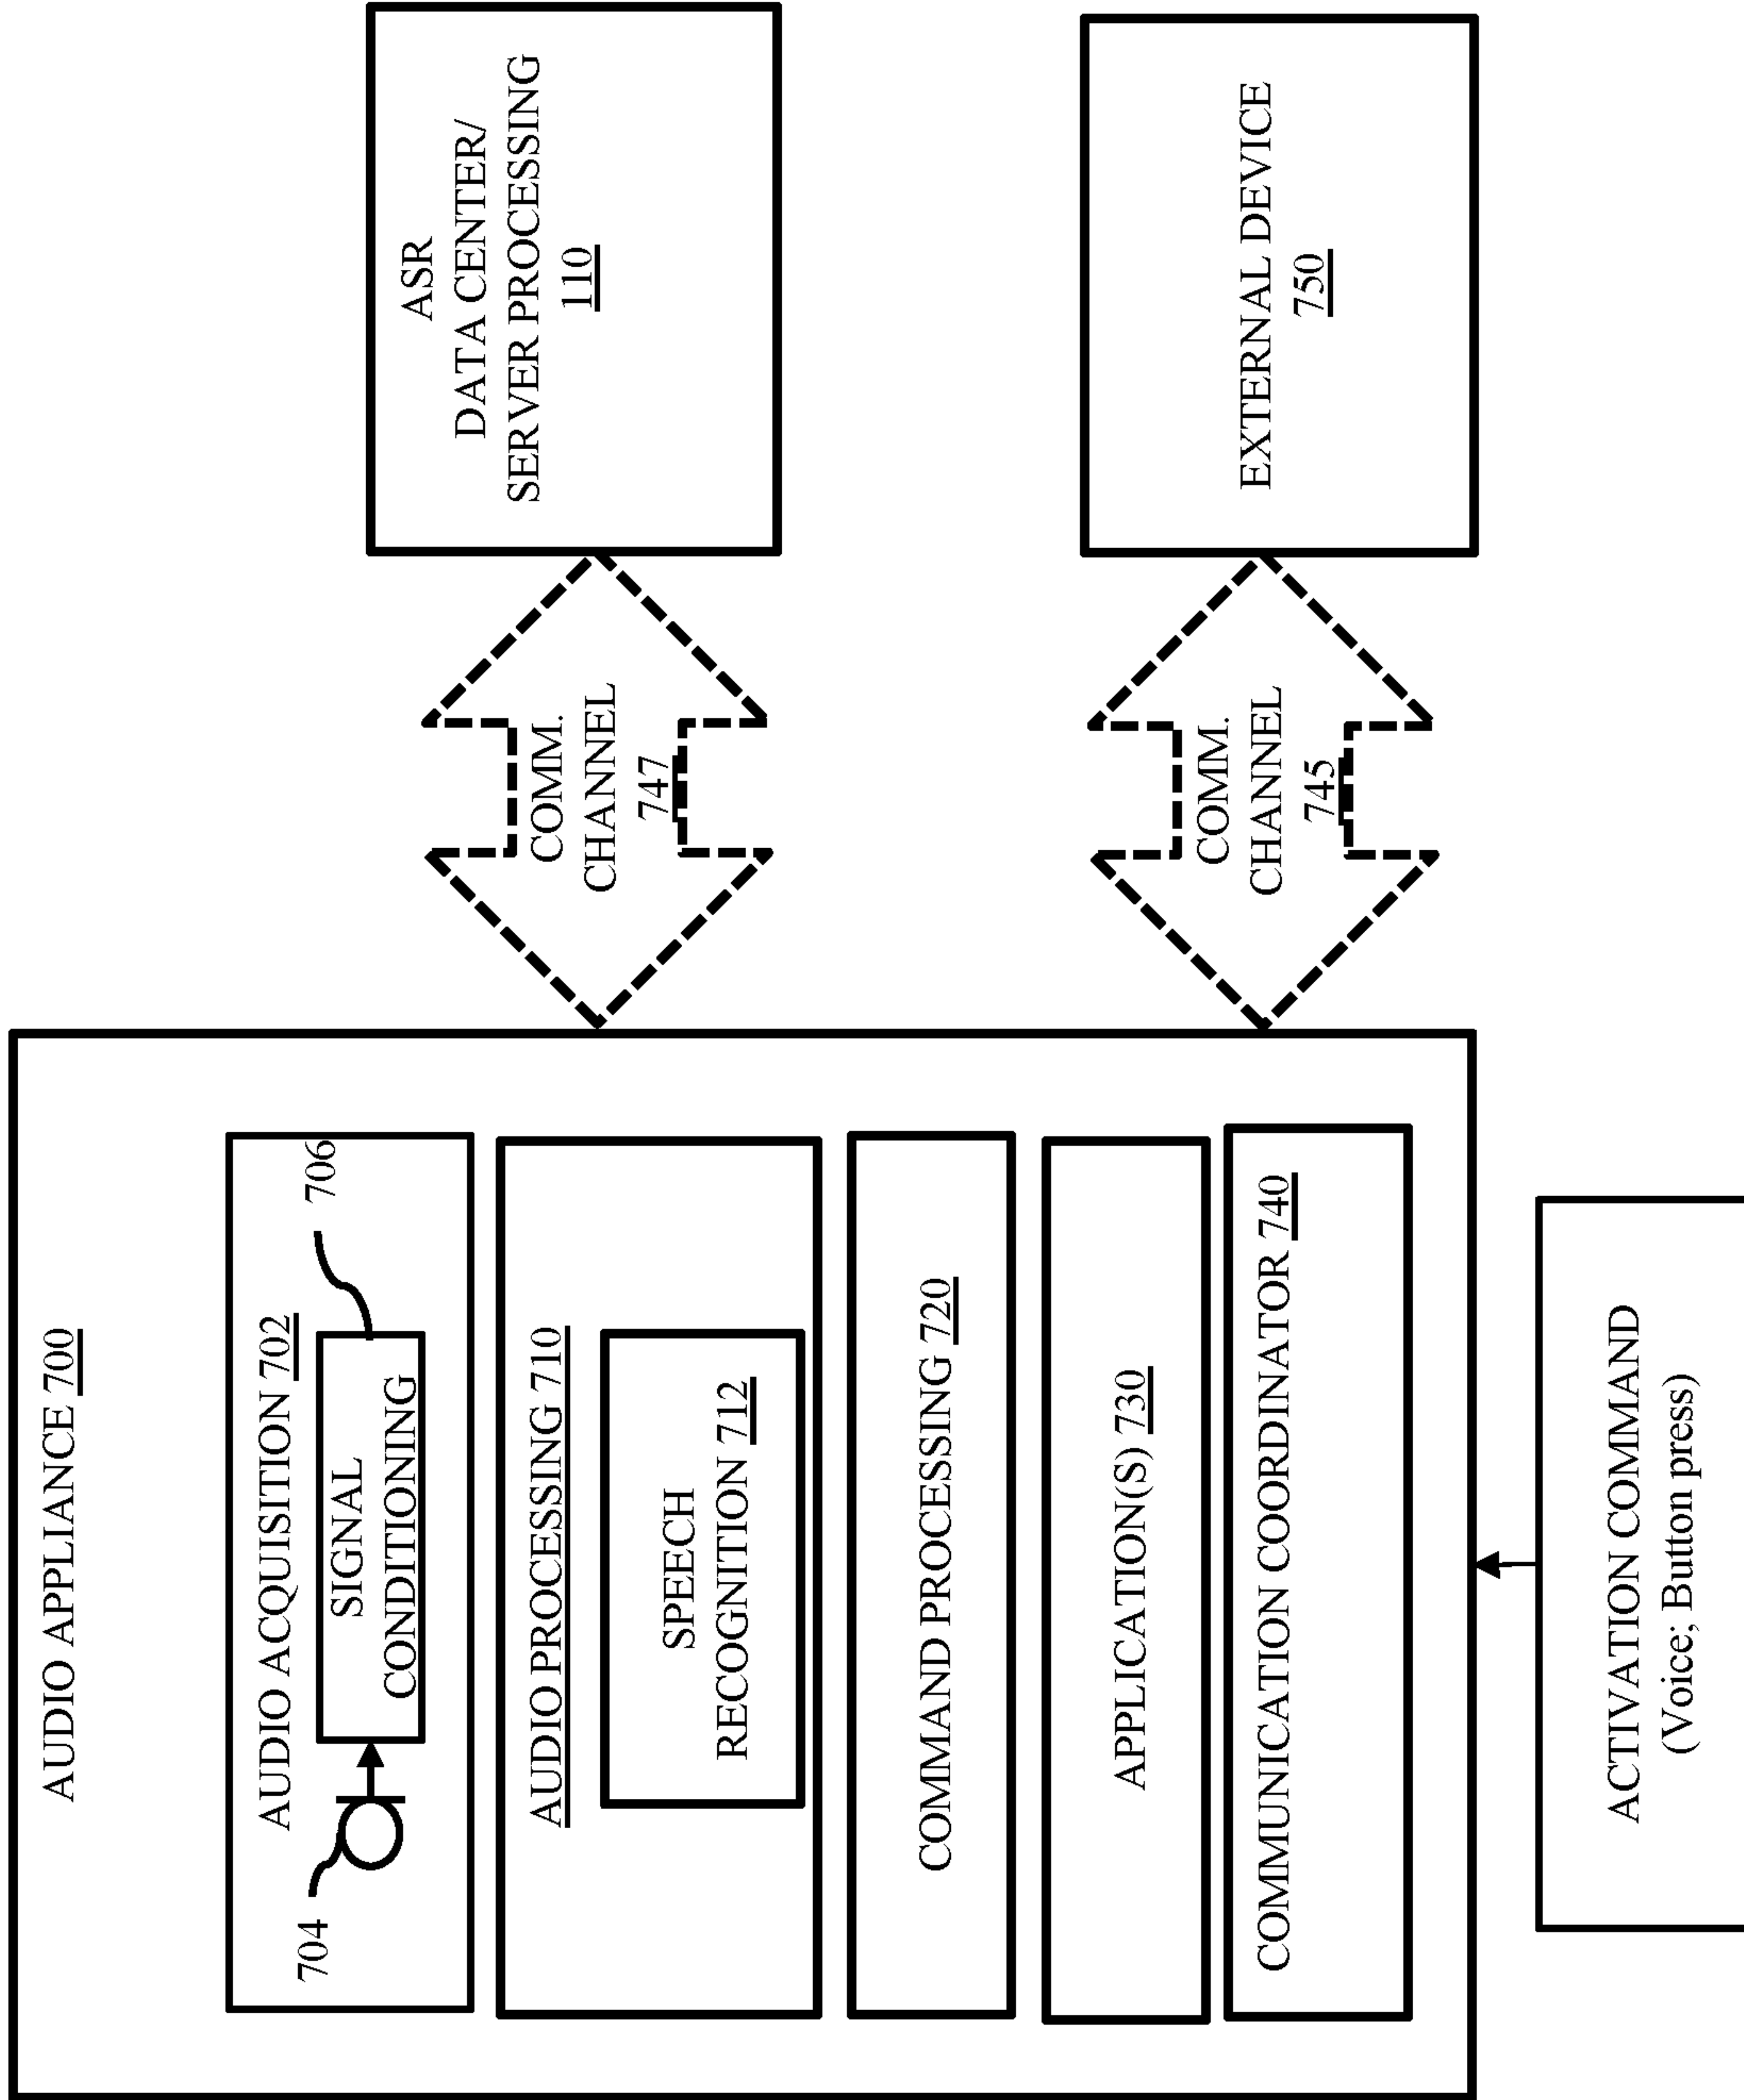 AUDIO APPLIANCE 700
AUDIO ACQUISITION 702
704
SIGNAL
CONDITIONING
706
AUDIO PROCESSING 710
SPEECH
RECOGNITION 712
COMMAND PROCESSING 720
APPLICATION(S) 730
COMMUNICATION COORDINATOR 740
ACTIVATION COMMAND
(Voice; Button press)
COMM.
CHANNEL
747
COMM.
CHANNEL
745
ASR
DATA CENTER/
SERVER PROCESSING
110
EXTERNAL DEVICE
750